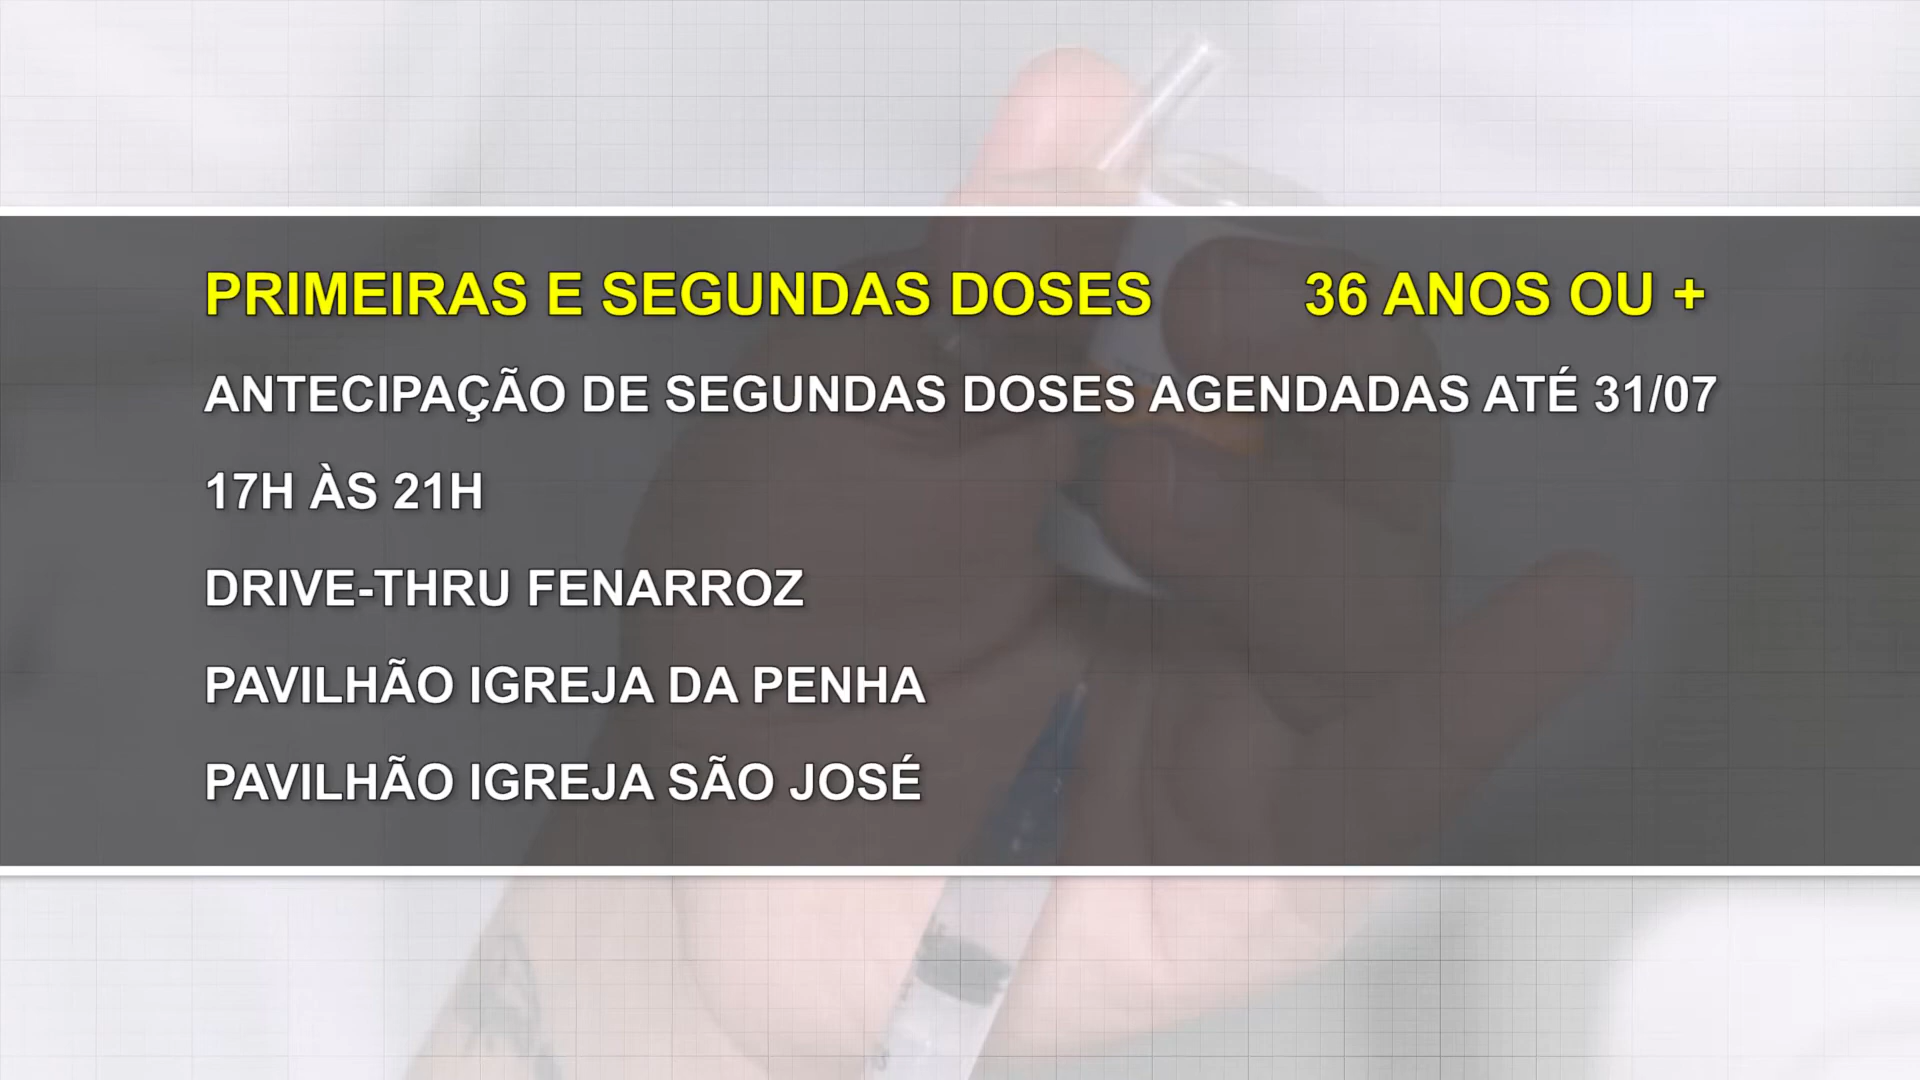 PRIMEIRAS E SEGUNDAS DOSES 36 ANOS OU +
ANTECIPAÇÃO DE SEGUNDAS DOSES AGENDADAS ATÉ 31/07
17H ÀS 21H
DRIVE-THRU FENARROZ
PAVILHÃO IGREJA DA PENHA
PAVILHÃO IGREJA SÃO JOSÉ